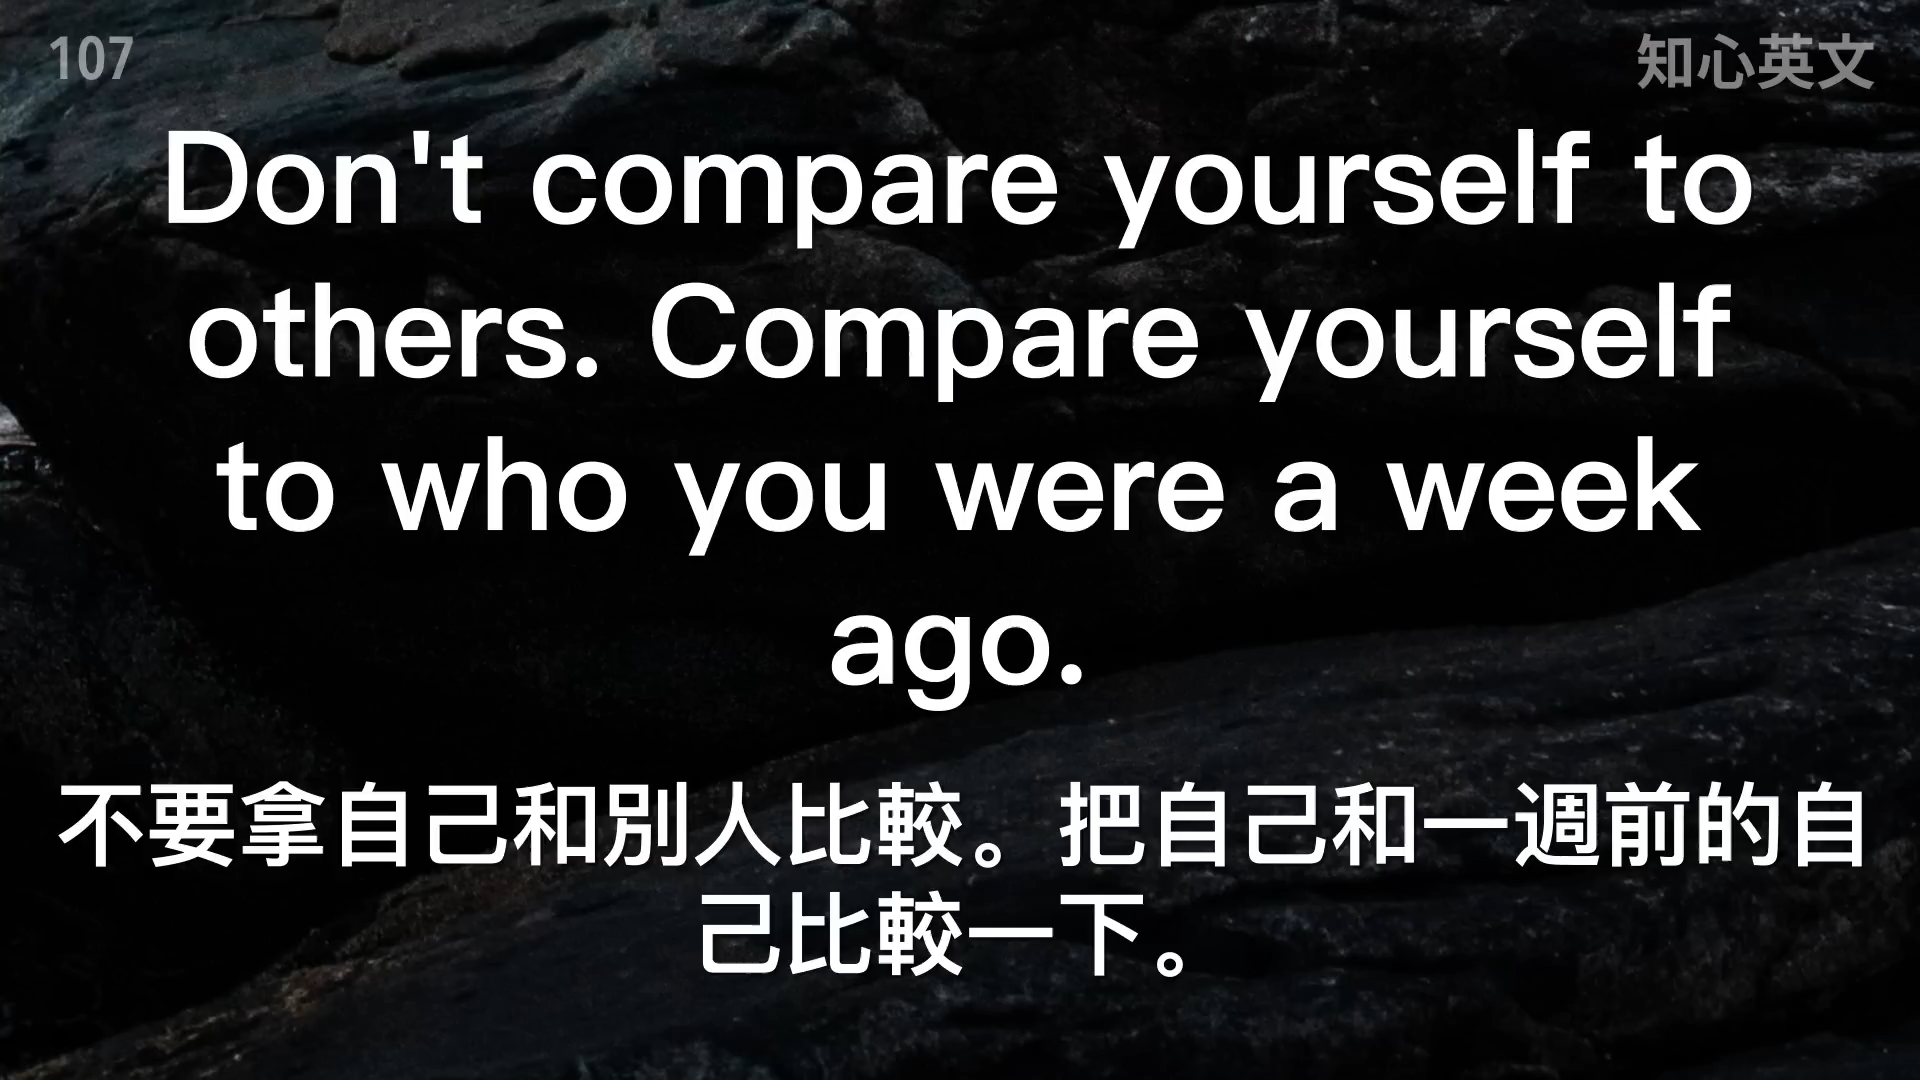 107
知心英文
Don't compare yourself to
others. Compare yourself
to who you were a week
ago.
不要拿自己和別人比較。把自己和一週前的自
己比較一下。